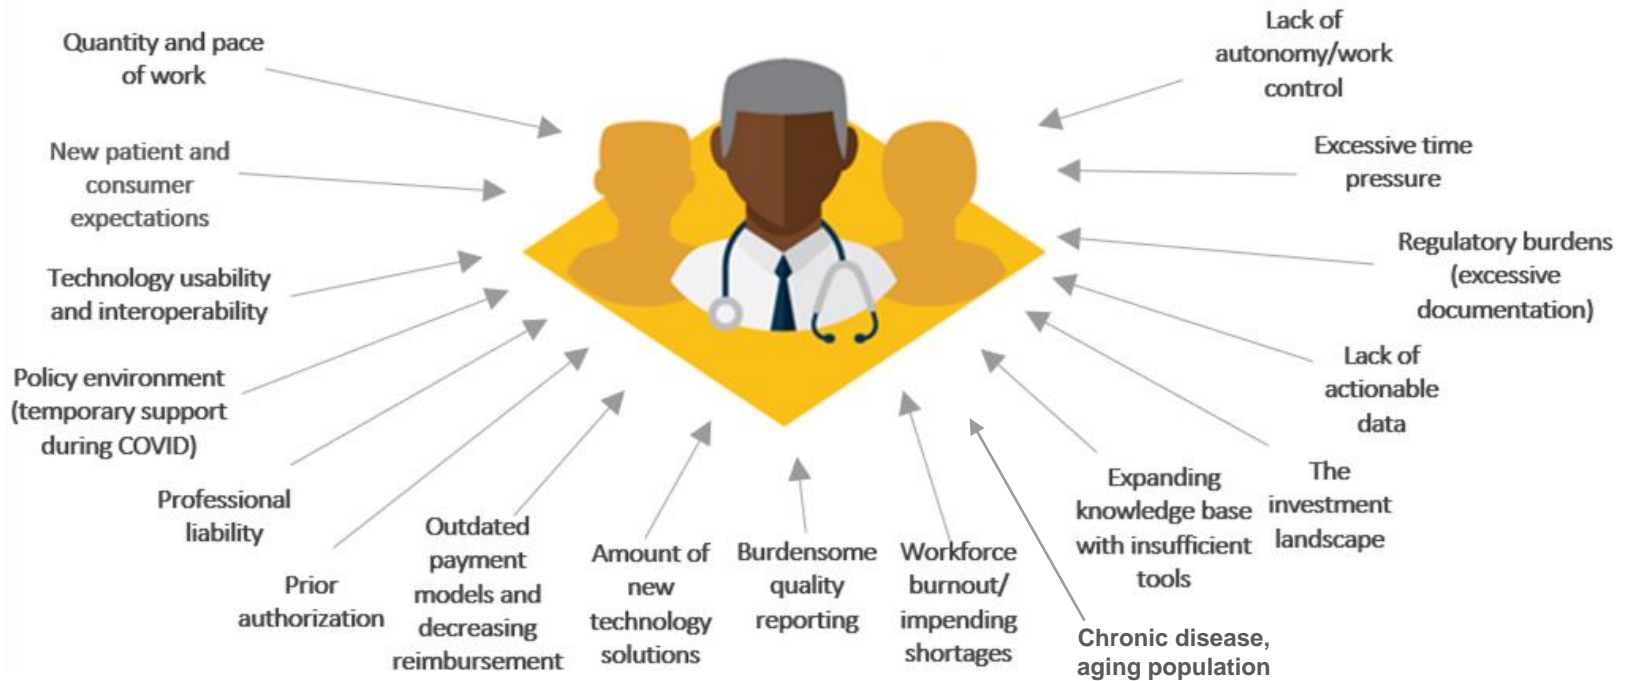 Quantity and pace
of work
New patient and
consumer
expectations
Technology usability
and interoperability
Policy environment
(temporary support
during COVID)
Professional
liability
Prior
authorization
Outdated
payment
models and
decreasing
reimbursement
Amount of
new
technology
solutions
Burdensome
quality
reporting
Workforce
burnout/
impending
shortages
Chronic disease,
aging population
Expanding
knowledge base
with insufficient
tools
The
investment
landscape
Lack of
actionable
data
Regulatory burdens
(excessive
documentation)
Excessive time
pressure
Lack of
autonomy/work
control